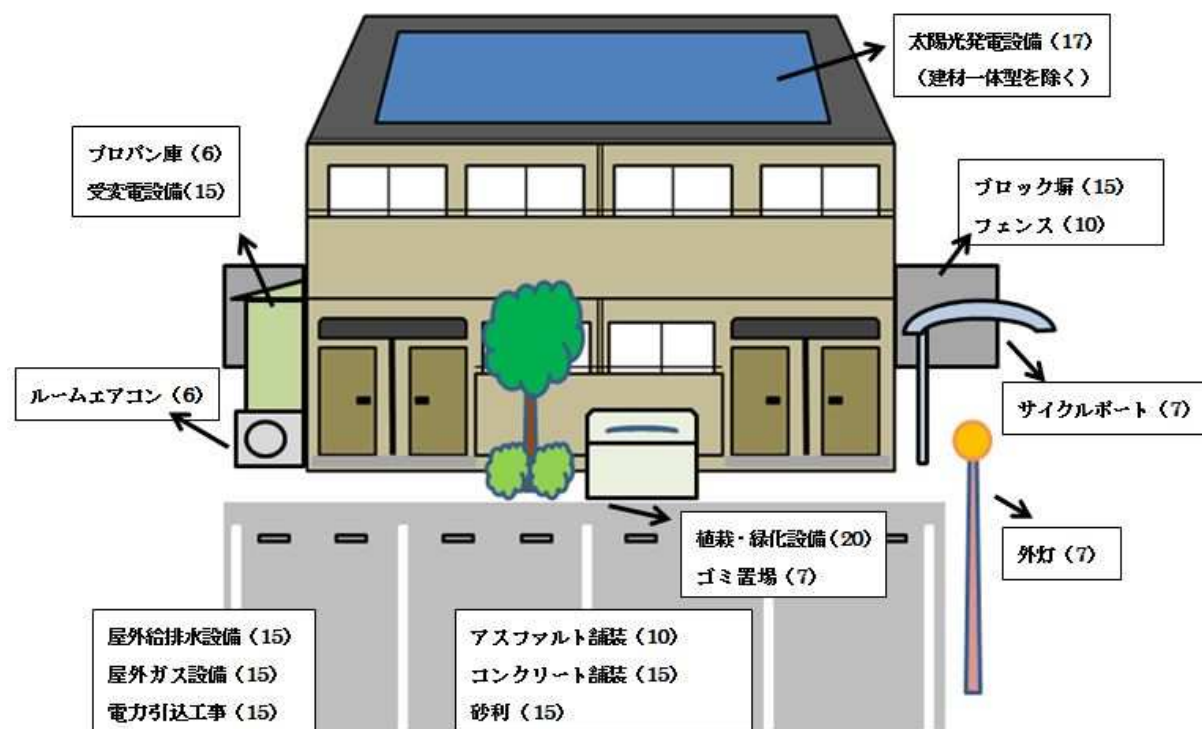 太陽光発電設備（17）
（建材一体型を除く）
プロパン庫（6）
受変電設備（15）
ブロック塀（15）
フェンス（10）
ルームエアコン（6）
サイクルポート（7）
植栽・緑化設備（20）
ゴミ置場（7）
外灯（7）
屋外給排水設備（15）
屋外ガス設備（15）
電力引込工事（15）
アスファルト舗装（10）
コンクリート舗装（15）
砂利（15）